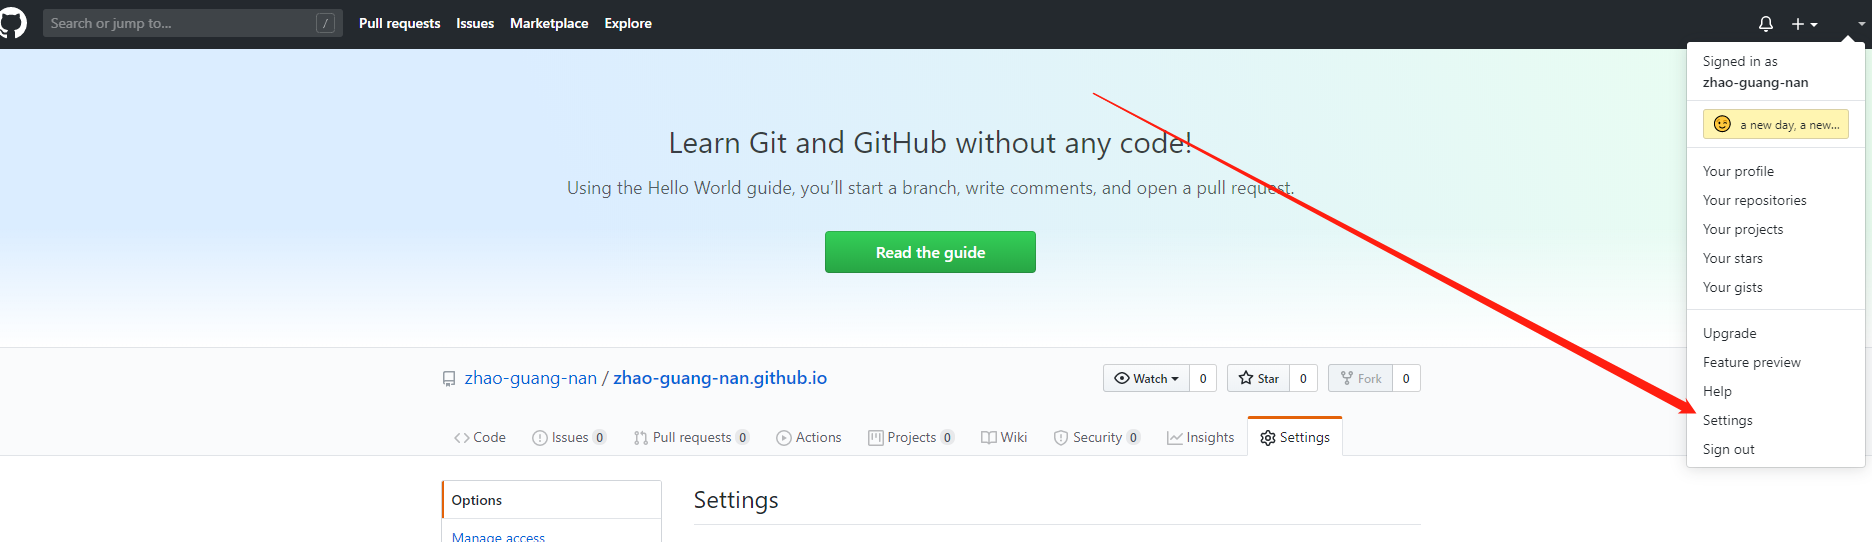 Search or jump to... /
Pull requests Issues Marketplace Explore
Signed in as
zhao-guang-nan
a new day, a new...
Your profile
Your repositories
Your projects
Your stars
Your gists
Upgrade
Feature preview
Help
Settings
Sign out
Learn Git and GitHub without any code!
Using the Hello World guide, you’ll start a branch, write comments, and open a pull request.
Read the guide
zhao-guang-nan / zhao-guang-nan.github.io
Watch 0 Star 0 Fork 0
Code Issues 0 Pull requests 0 Actions Projects 0 Wiki Security 0 Insights Settings
Options
Manage access
Settings